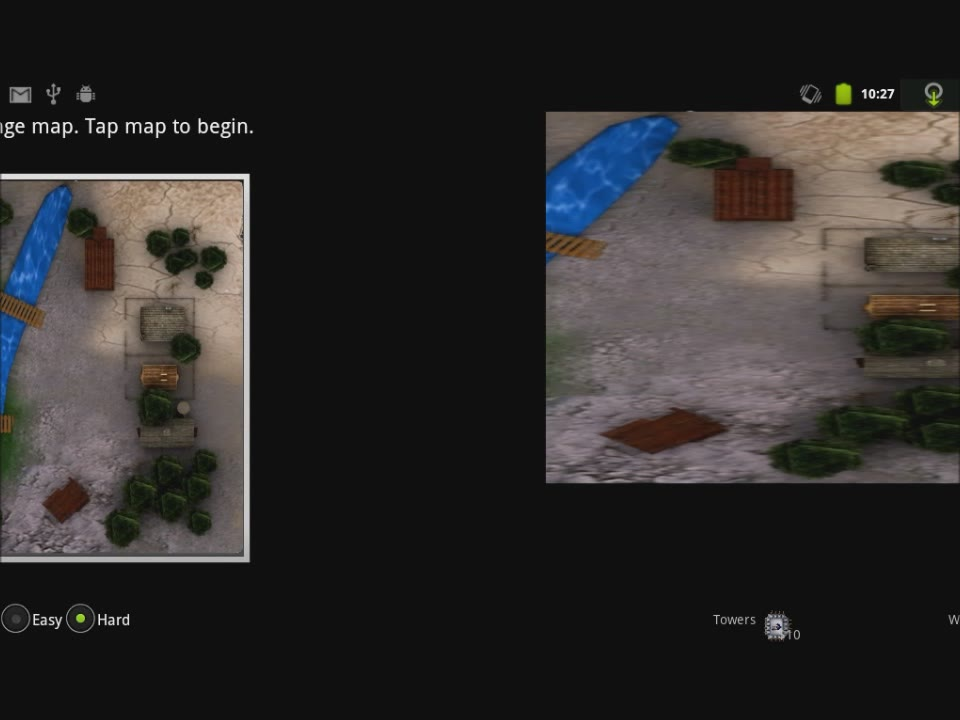 10:27
nge map. Tap map to begin.
Easy Hard
Towers
10
W